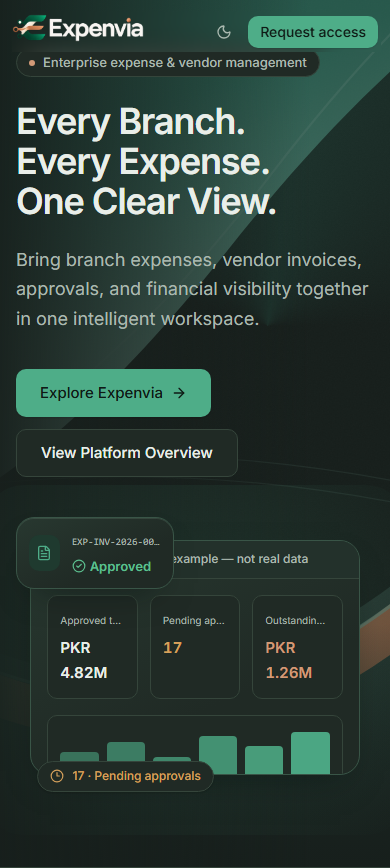 Expenvia
Request access
Enterprise expense & vendor management
Every Branch.
Every Expense.
One Clear View.
Bring branch expenses, vendor invoices,
approvals, and financial visibility together
in one intelligent workspace.
Explore Expenvia →
View Platform Overview
EXP-INV-2026-00…
Approved
example — not real data
Approved t…
Pending ap…
Outstandin…
PKR
4.82M
17
PKR
1.26M
17 · Pending approvals